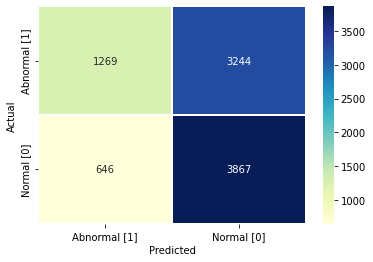 Actual
Abnormal [1]
Normal [0]
1269
3244
646
3867
Abnormal [1]
Normal [0]
Predicted
3500
3000
2500
2000
1500
1000